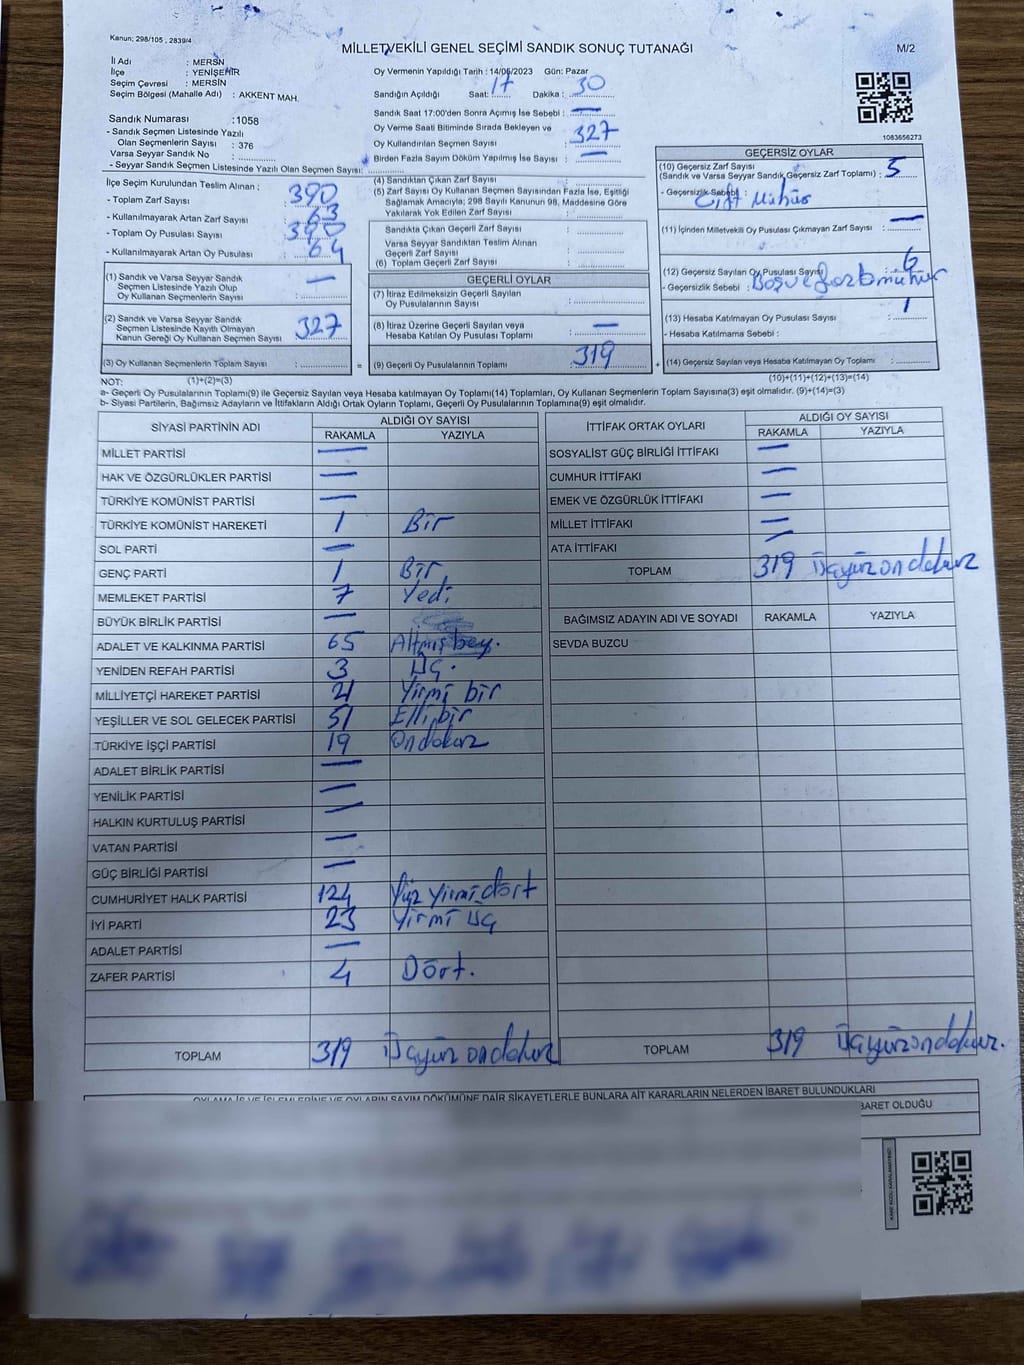 Kanun; 298/105 , 2839/4
MİLLETVEKİLİ GENEL SEÇİMİ SANDIK SONUÇ TUTANAĞI
M/2
İl Adı : MERSİN
İlçe : YENİŞEHİR
Seçim Çevresi : MERSİN
Seçim Bölgesi (Mahalle Adı) : AKKENT MAH.
Sandık Numarası :1058
- Sandık Seçmen Listesinde Yazılı
Olan Seçmenlerin Sayısı : 376
Varsa Seyyar Sandık No :
- Seyyar Sandık Seçmen Listesinde Yazılı Olan Seçmenlerin Sayısı:
Oy Vermenin Yapıldığı Tarih : 14/05/2023 Gün: Pazar
Sandığın Açıldığı Saat: 17 Dakika : 30
Sandık Saat 17:00'den Sonra Açımış İse Sebebi : —
Oy Verme Saati Bitiminde Sırada Bekleyen ve
Oy Kullandırılan Seçmen Sayısı : 327
Birden Fazla Sayım Döküm Yapılmış İse Sayısı : —
1083656273
İlçe Seçim Kurulundan Teslim Alınan ;
- Toplam Zarf Sayısı : 390
- Kullanılmayarak Artan Zarf Sayısı : 63
- Toplam Oy Pusulası Sayısı : 390
- Kullanılmayarak Artan Oy Pusulası : 64
(1) Sandık ve Varsa Seyyar Sandık
Seçmen Listesinde Yazılı Olup
Oy Kullanan Seçmenlerin Sayısı : —
(2) Sandık ve Varsa Seyyar Sandık
Seçmen Listesinde Kayıtlı Olmayan
Kanun Gereği Oy Kullanan Seçmen Sayısı : 327
(3) Oy Kullanan Seçmenlerin Toplam Sayısı :
(4) Sandıktan Çıkan Zarf Sayısı :
(5) Zarf Sayısı Oy Kullanan Seçmen Sayısından Fazla İse, Eşitliği
Sağlamak Amacıyla; 298 Sayılı Kanunun 98. Maddesine Göre
Yakılarak Yok Edilen Zarf Sayısı :
Sandıkta Çıkan Geçerli Zarf Sayısı :
Varsa Seyyar Sandıktan Teslim Alınan
Geçerli Zarf Sayısı :
(6) Toplam Geçerli Zarf Sayısı :
GEÇERLİ OYLAR
(7) İtiraz Edilmeksizin Geçerli Sayılan
Oy Pusulalarının Sayısı :
(8) İtiraz Üzerine Geçerli Sayılan veya
Hesaba Katılan Oy Pusulası Toplamı : —
(9) Geçerli Oy Pusulalarının Toplamı : 319
GEÇERSİZ OYLAR
(10) Geçersiz Zarf Sayısı
(Sandık ve Varsa Seyyar Sandık Geçersiz Zarf Toplamı) : 5
- Geçersizlik Sebebi : Çift Mühür
(11) İçinden Milletvekili Oy Pusulası Çıkmayan Zarf Sayısı : —
(12) Geçersiz Sayılan Oy Pusulası Sayısı : 6
- Geçersizlik Sebebi : Boş ve fazla mühür
(13) Hesaba Katılmayan Oy Pusulası Sayısı : 1
- Hesaba Katılmama Sebebi :
(14) Geçersiz Sayılan veya Hesaba Katılmayan Oy Toplamı :
NOT: (1)+(2)=(3) (10)+(11)+(12)+(13)=(14)
a- Geçerli Oy Pusulalarının Toplamı(9) ile Geçersiz Sayılan veya Hesaba katılmayan Oy Toplamı(14) Toplamları, Oy Kullanan Seçmenlerin Toplam Sayısına(3) eşit olmalıdır. (9)+(14)=(3)
b- Siyasi Partilerin, Bağımsız Adayların ve İttifakların Aldığı Ortak Oyların Toplamı, Geçerli Oy Pusulalarının Toplamına(9) eşit olmalıdır.
SİYASİ PARTİNİN ADI ALDIĞI OY SAYISI
RAKAMLA YAZIYLA
MİLLET PARTİSİ —
HAK VE ÖZGÜRLÜKLER PARTİSİ —
TÜRKİYE KOMÜNİST PARTİSİ —
TÜRKİYE KOMÜNİST HAREKETİ 1 Bir
SOL PARTİ —
GENÇ PARTİ 1 Bir
MEMLEKET PARTİSİ 7 Yedi
BÜYÜK BİRLİK PARTİSİ —
ADALET VE KALKINMA PARTİSİ 65 Altmış beş.
YENİDEN REFAH PARTİSİ 3 Üç.
MİLLİYETÇİ HAREKET PARTİSİ 21 Yirmi bir
YEŞİLLER VE SOL GELECEK PARTİSİ 51 Elli bir
TÜRKİYE İŞÇİ PARTİSİ 19 Ondokuz
ADALET BİRLİK PARTİSİ —
YENİLİK PARTİSİ —
HALKIN KURTULUŞ PARTİSİ —
VATAN PARTİSİ —
GÜÇ BİRLİĞİ PARTİSİ —
CUMHURİYET HALK PARTİSİ 124 Yüz yirmi dört
İYİ PARTİ 23 Yirmi üç
ADALET PARTİSİ —
ZAFER PARTİSİ 4 Dört.
TOPLAM 319 Üçyüz ondokuz
İTTİFAK ORTAK OYLARI ALDIĞI OY SAYISI
RAKAMLA YAZIYLA
SOSYALİST GÜÇ BİRLİĞİ İTTİFAKI —
CUMHUR İTTİFAKI —
EMEK VE ÖZGÜRLÜK İTTİFAKI —
MİLLET İTTİFAKI —
ATA İTTİFAKI —
TOPLAM 319 Üçyüz ondokuz
BAĞIMSIZ ADAYIN ADI VE SOYADI RAKAMLA YAZIYLA
SEVDA BUZCU
TOPLAM 319 Üçyüzondokuz.
OYLAMA İŞ VE İŞLEMLERİNE VE OYLARIN SAYIM DÖKÜMÜNE DAİR ŞİKAYETLERLE BUNLARA AİT KARARLARIN NELERDEN İBARET BULUNDUKLARI
BARET OLDUĞU